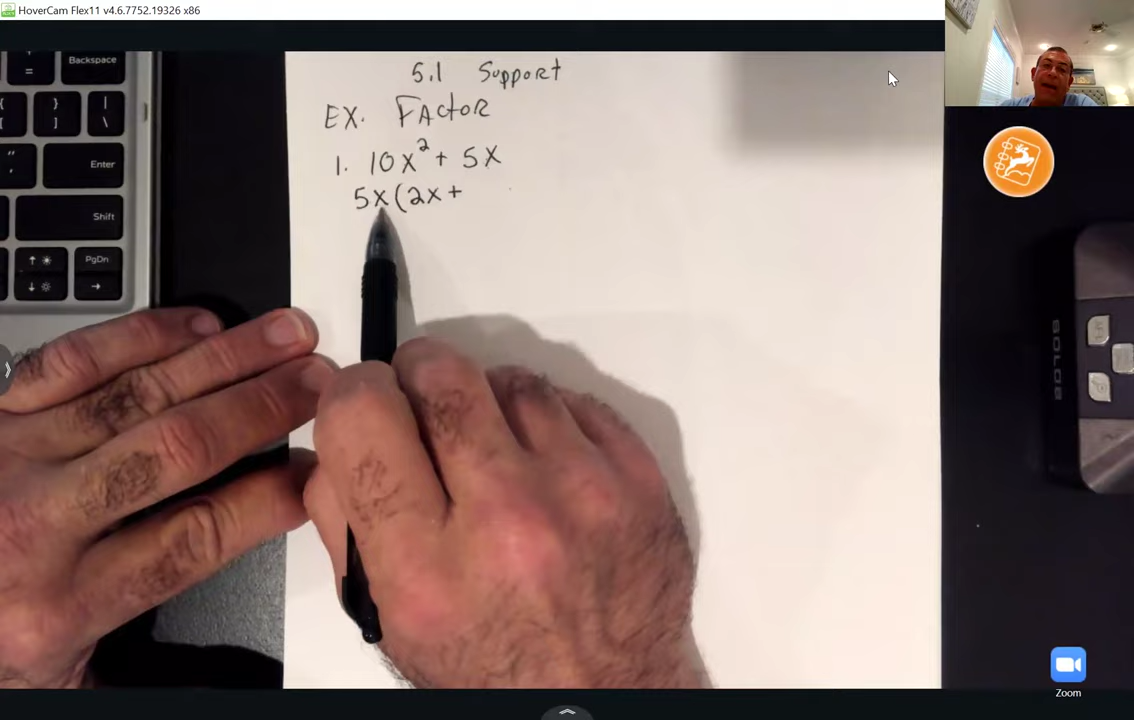 HoverCam Flex11 v4.6.7752.19326 x86
5.1 Support
EX. FACTOR
1. 10x² + 5x
5x(2x +
+
=
Backspace
{
[
}
]
|
\
"
'
Enter
Shift
PgDn
SOLO8
Zoom